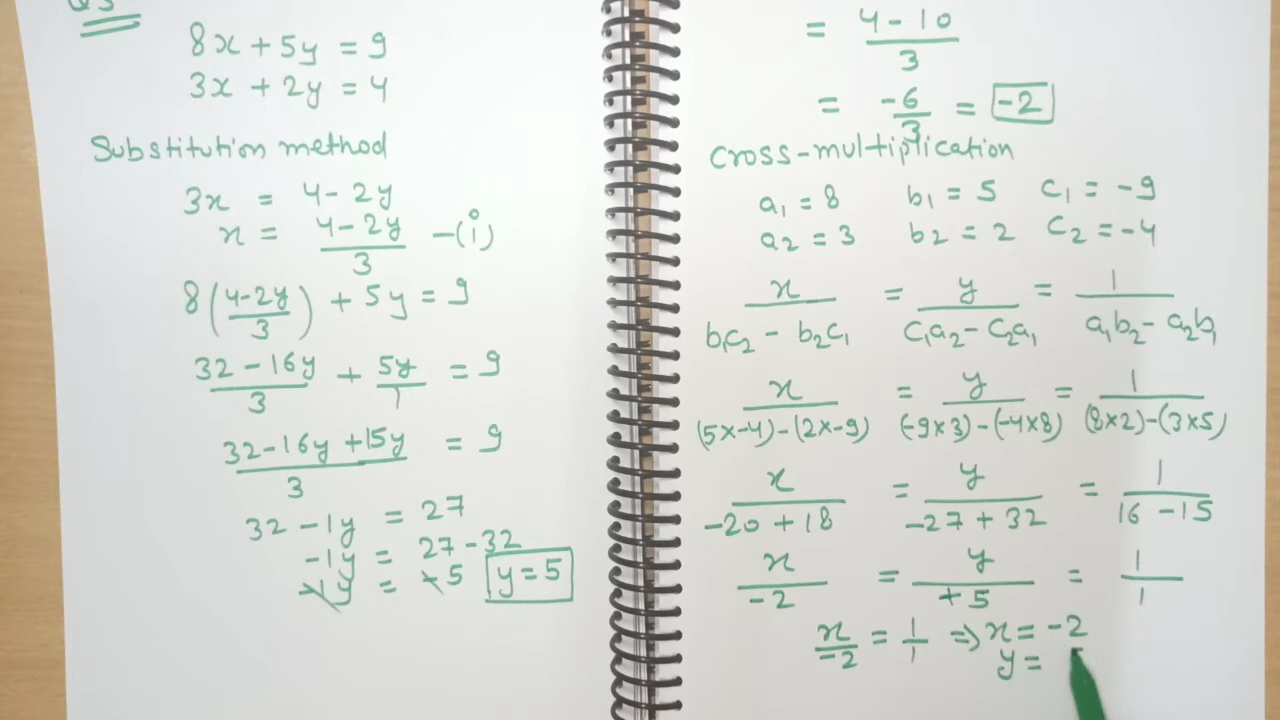 Q3
8x + 5y = 9
3x + 2y = 4
Substitution method
3x = 4-2y
x = 4-2y/3 -(i)
8(4-2y/3) + 5y = 9
32-16y/3 + 5y/1 = 9
32-16y+15y/3 = 9
32-1y = 27
-1y = 27-32
-y = -5 y=5
= 4-10/3
= -6/3 = -2
Cross-multiplication
a₁ = 8 b₁ = 5 c₁ = -9
a₂ = 3 b₂ = 2 c₂ = -4
x/b₁c₂ - b₂c₁ = y/c₁a₂ - c₂a₁ = 1/a₁b₂ - a₂b₁
x/(5×-4)-(2×-9) = y/(-9×3)-(-4×8) = 1/(8×2)-(3×5)
x/-20+18 = y/-27+32 = 1/16-15
x/-2 = y/+5 = 1/1
x/-2 = 1/1 => x = -2
y =